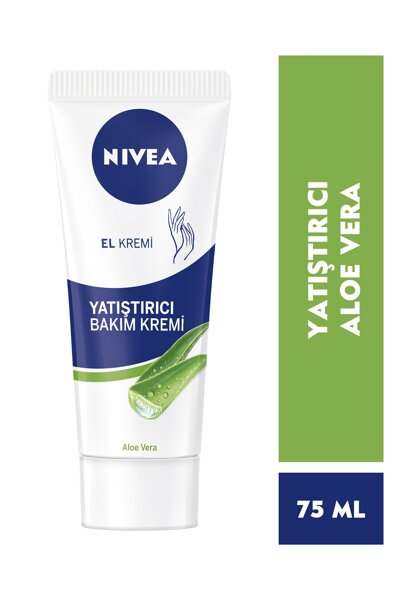 NIVEA
EL KREMİ
YATIŞTIRICI
BAKIM KREMİ
Aloe Vera
YATIŞTIRICI
ALOE VERA
75 ML